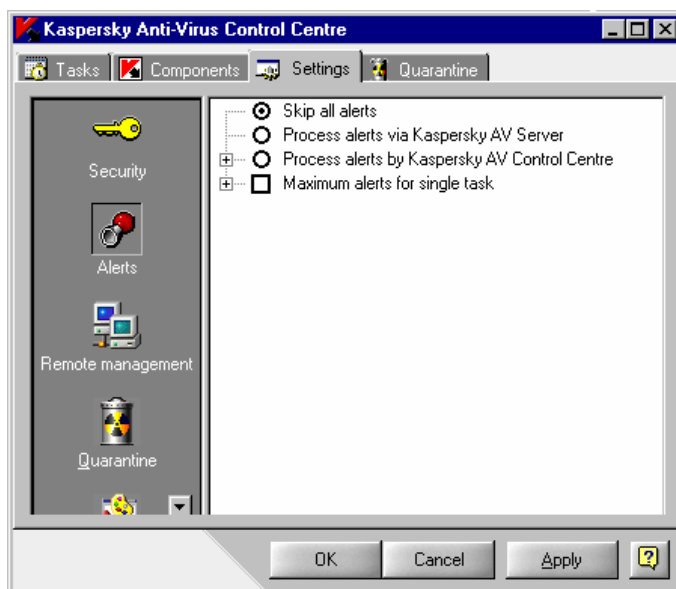 Kaspersky Anti-Virus Control Centre
Tasks Components Settings Quarantine
Security
Alerts
Remote management
Quarantine
Skip all alerts
Process alerts via Kaspersky AV Server
Process alerts by Kaspersky AV Control Centre
Maximum alerts for single task
OK Cancel Apply